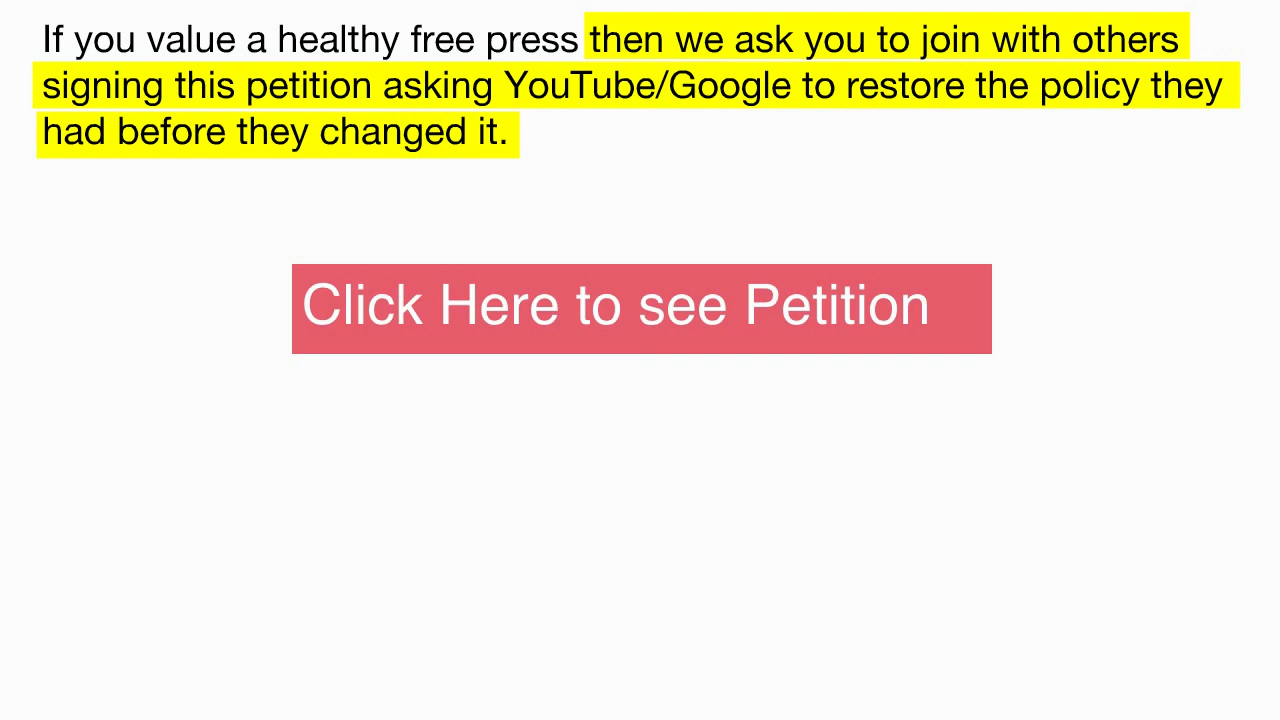 If you value a healthy free press then we ask you to join with others
signing this petition asking YouTube/Google to restore the policy they
had before they changed it.
Click Here to see Petition